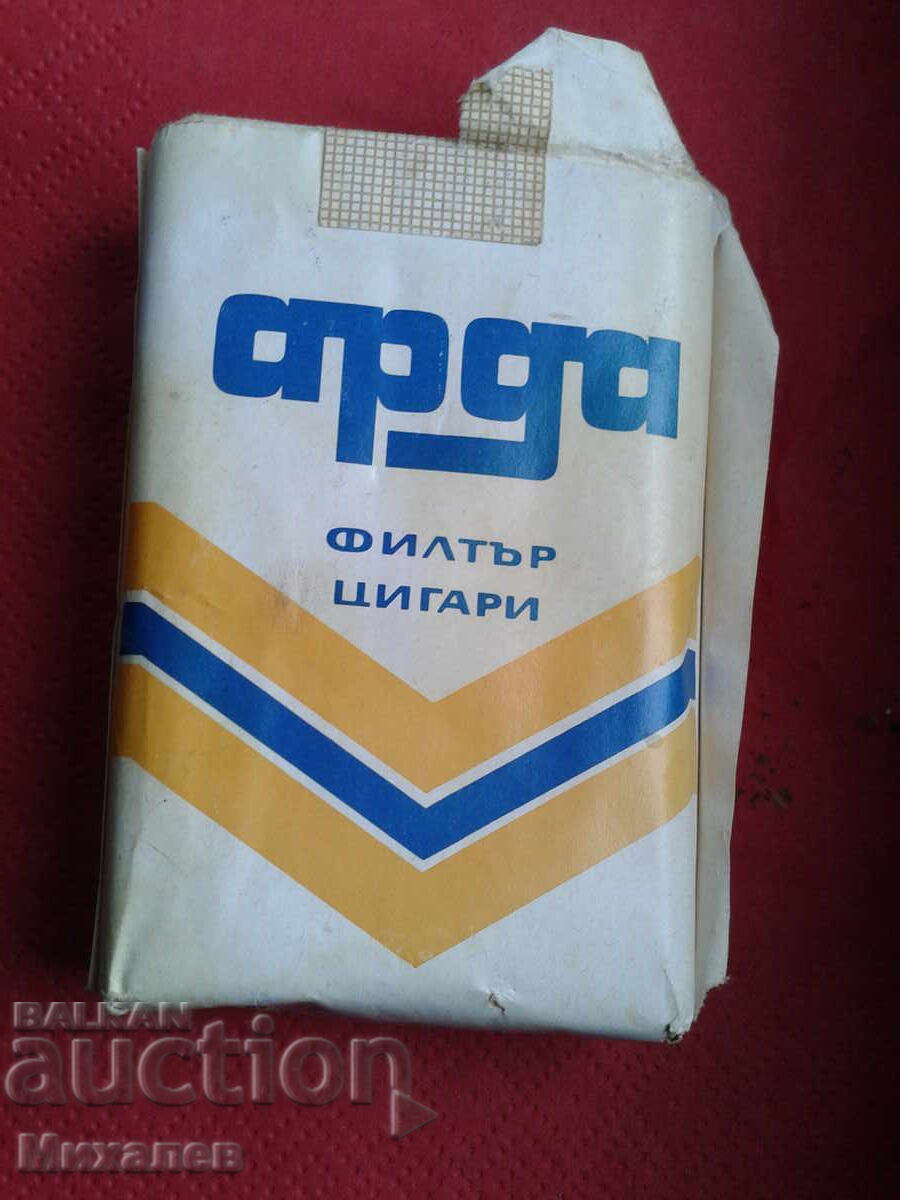 арда
ФИЛТЪР
ЦИГАРИ
BALKAN
auction
Михалев